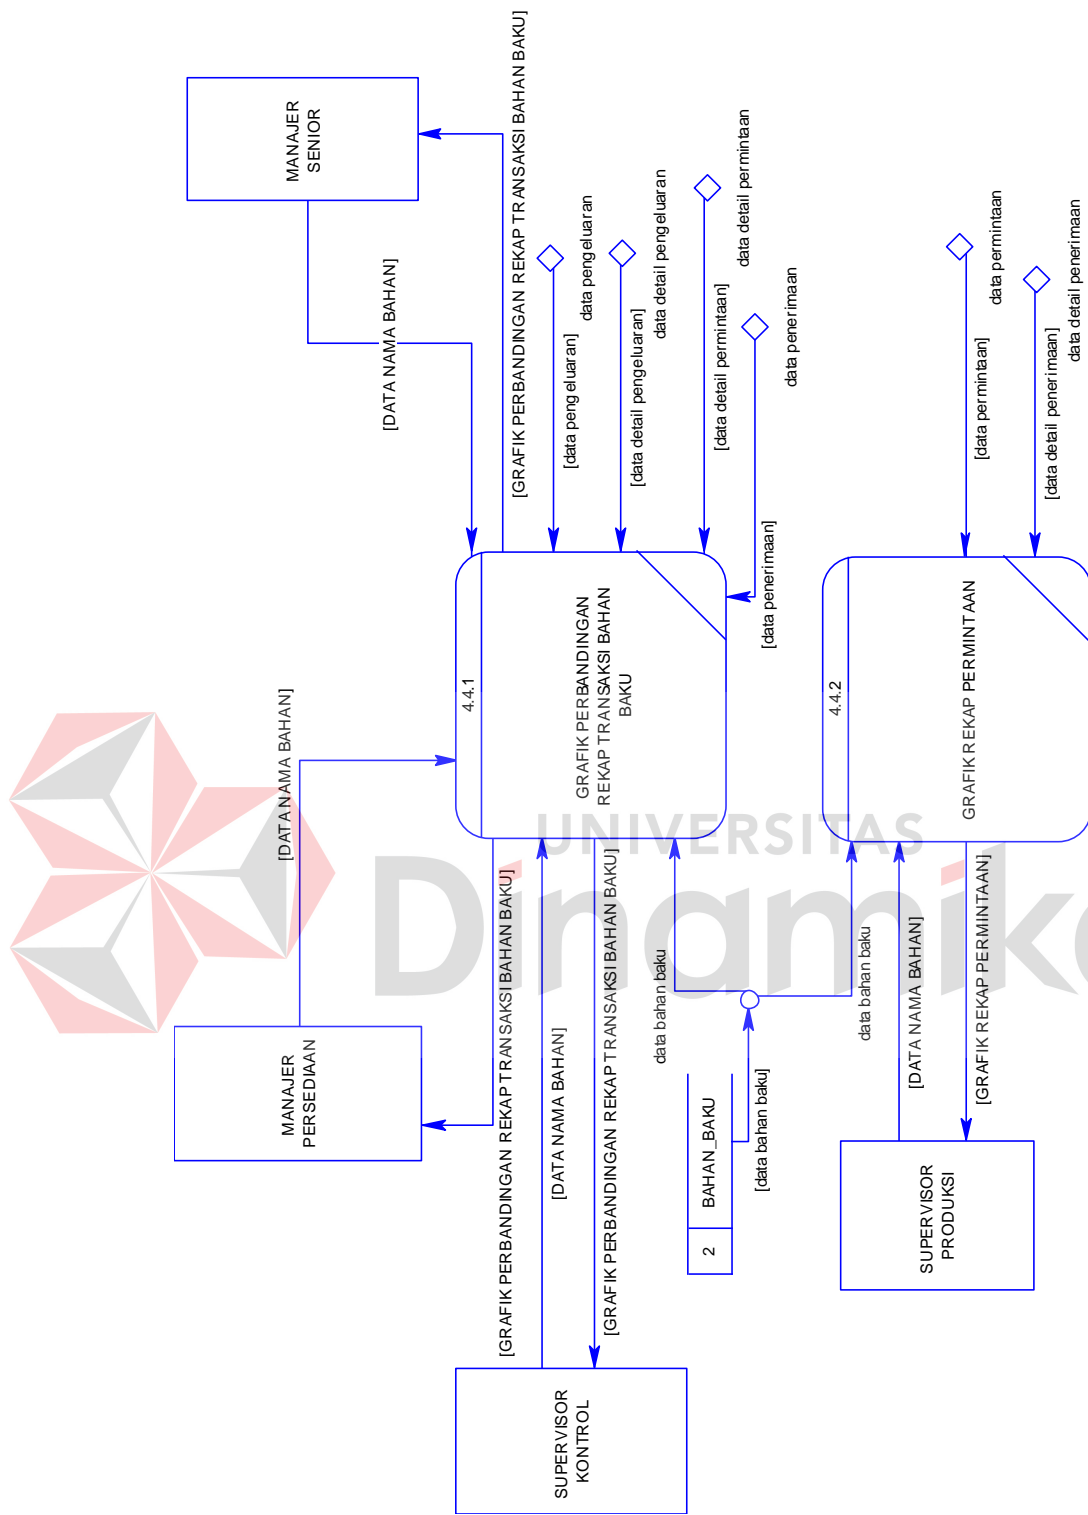 SUPERVISOR
KONTROL
MANAJER
PERSEDIAAN
MANAJER
SENIOR
[DATA NAMA BAHAN]
[DATA NAMA BAHAN]
[GRAFIK PERBANDINGAN REKAP TRANSAKSI BAHAN BAKU]
[GRAFIK PERBANDINGAN REKAP TRANSAKSI BAHAN BAKU]
[DATA NAMA BAHAN]
[GRAFIK PERBANDINGAN REKAP TRANSAKSI BAHAN BAKU]
4.4.1
GRAFIK PERBANDINGAN
REKAP TRANSAKSI BAHAN
BAKU
[data pengeluaran]
data pengeluaran
[data detail pengeluaran]
data detail pengeluaran
[data detail permintaan]
data detail permintaan
[data penerimaan]
data penerimaan
2
BAHAN_BAKU
[data bahan baku]
data bahan baku
data bahan baku
SUPERVISOR
PRODUKSI
[DATA NAMA BAHAN]
[GRAFIK REKAP PERMINTAAN]
4.4.2
GRAFIK REKAP PERMINTAAN
[data permintaan]
data permintaan
[data detail penerimaan]
data detail penerimaan
UNIVERSITAS
Dinamika